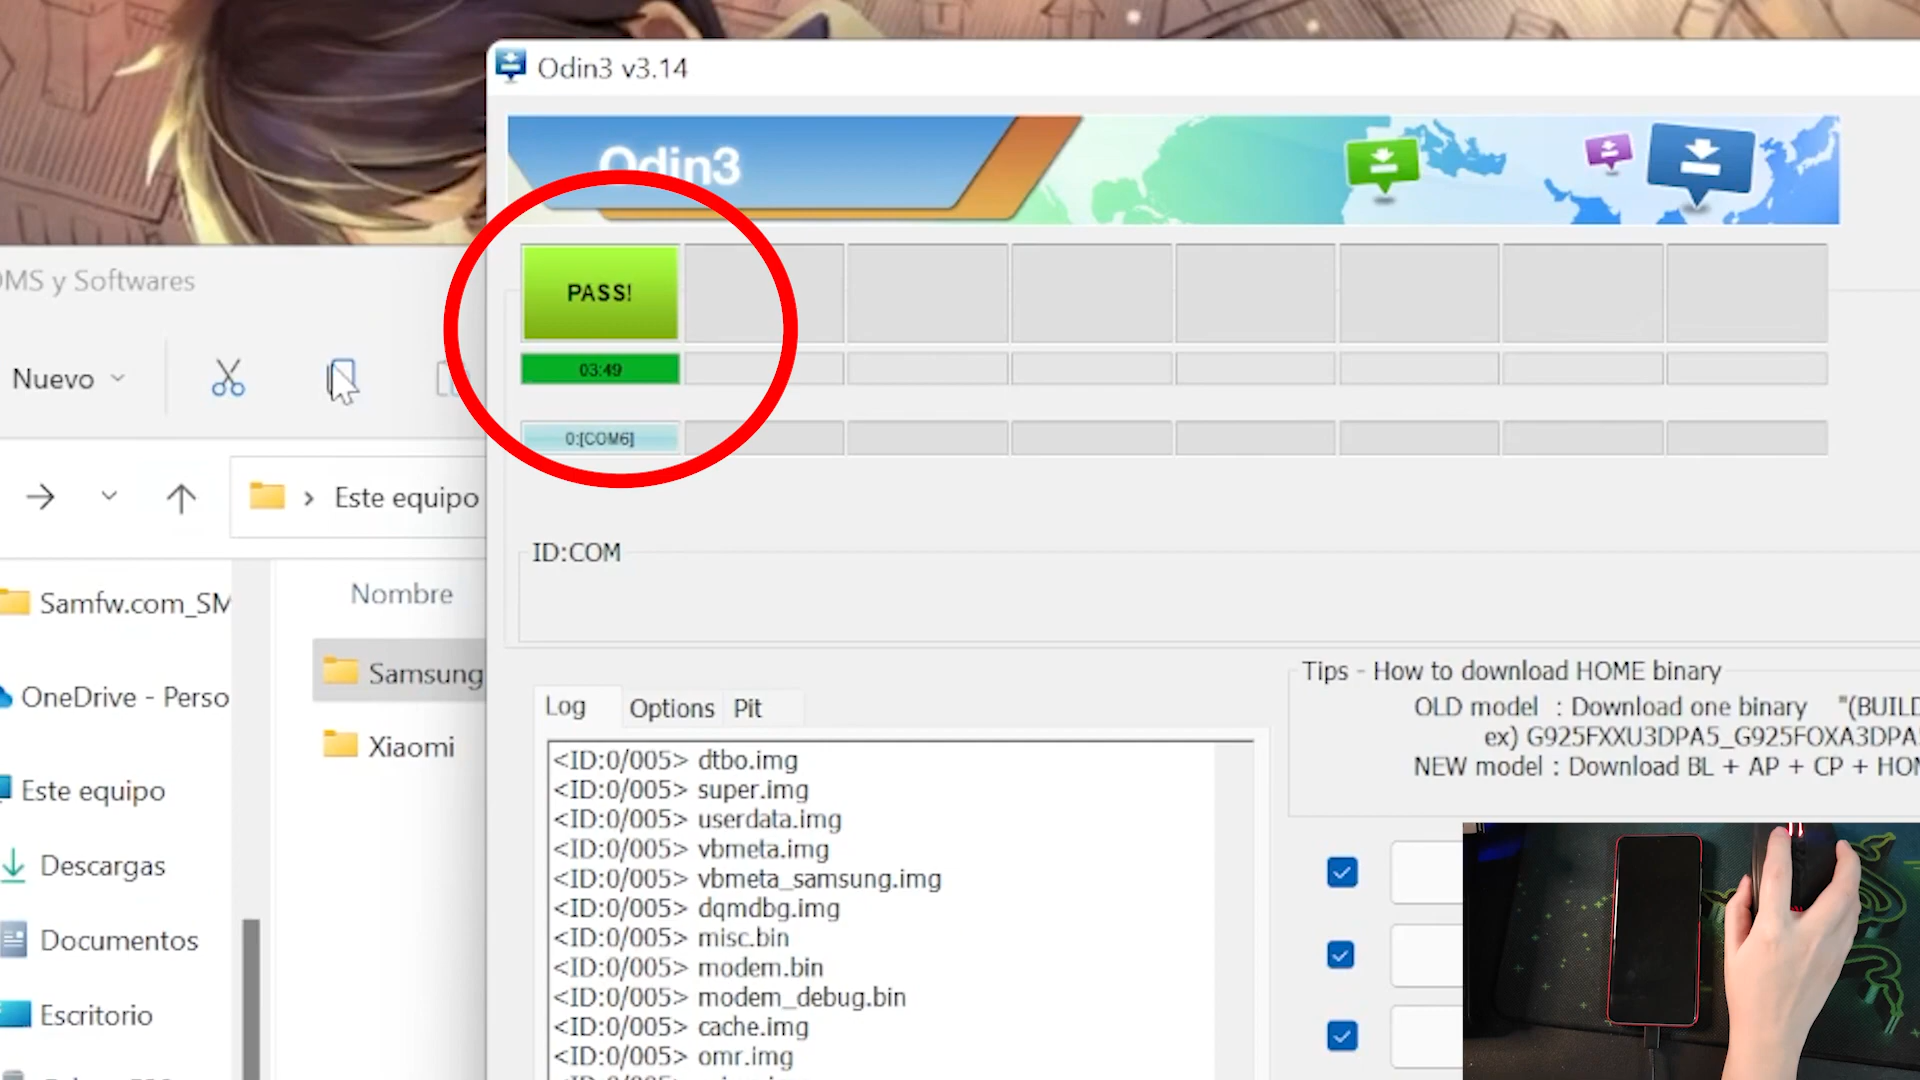 Odin3 v3.14
Odin3
PASS!
03:49
0:[COM6]
ID:COM
OMS y Softwares
Nuevo
Este equipo
Nombre
Samfw.com_SM
OneDrive - Perso
Este equipo
Descargas
Documentos
Escritorio
Samsung
Xiaomi
Log Options Pit
<ID:0/005> dtbo.img
<ID:0/005> super.img
<ID:0/005> userdata.img
<ID:0/005> vbmeta.img
<ID:0/005> vbmeta_samsung.img
<ID:0/005> dqmdbg.img
<ID:0/005> misc.bin
<ID:0/005> modem.bin
<ID:0/005> modem_debug.bin
<ID:0/005> cache.img
<ID:0/005> omr.img
Tips - How to download HOME binary
OLD model : Download one binary "(BUILD
ex) G925FXXU3DPA5_G925FOXA3DPA5
NEW model : Download BL + AP + CP + HOM